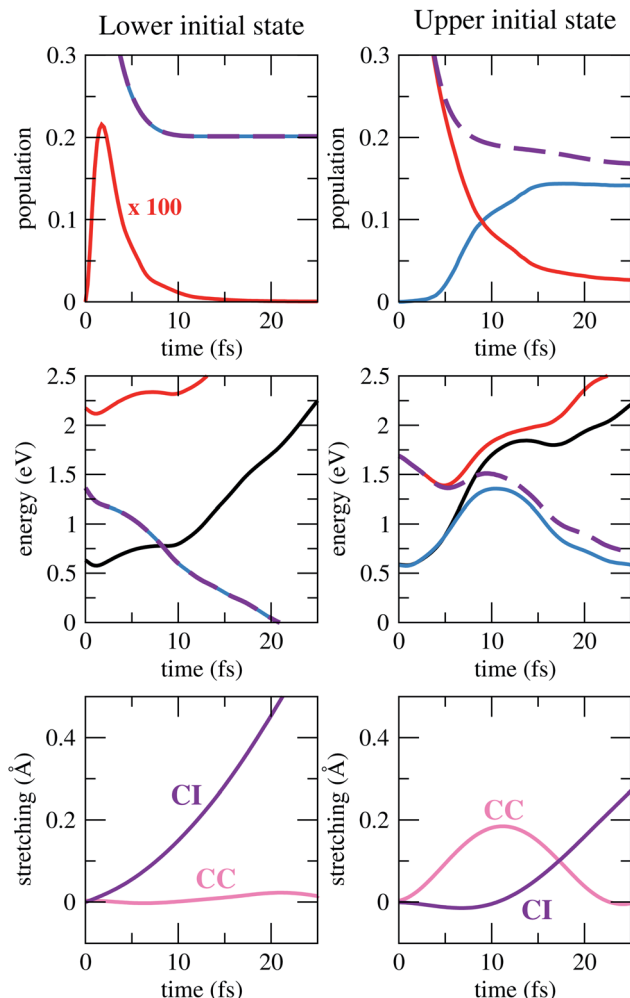 Lower initial state
Upper initial state
0.3
0.2
0.1
0
population
x 100
0
10
20
time (fs)
0.3
0.2
0.1
0
population
0
10
20
time (fs)
2.5
2
1.5
1
0.5
0
energy (eV)
0
10
20
time (fs)
2.5
2
1.5
1
0.5
0
energy (eV)
0
10
20
time (fs)
0.4
0.2
0
stretching (Å)
CI
CC
0
10
20
time (fs)
0.4
0.2
0
stretching (Å)
CC
CI
0
10
20
time (fs)